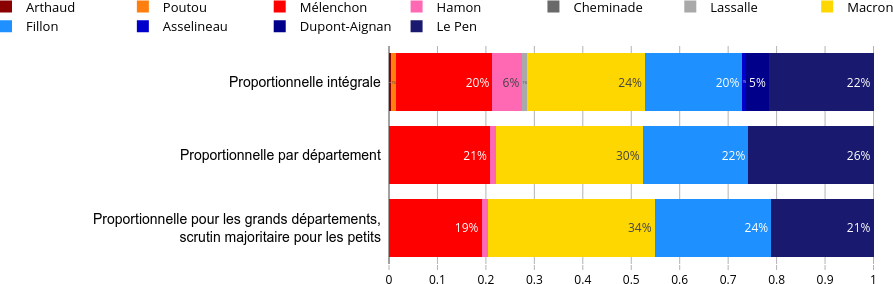 Arthaud Poutou Mélenchon Hamon Cheminade Lassalle Macron
Fillon Asselineau Dupont-Aignan Le Pen
Proportionnelle intégrale 20% 6% 24% 20% 5% 22%
Proportionnelle par département 21% 30% 22% 26%
Proportionnelle pour les grands départements,
scrutin majoritaire pour les petits 19% 34% 24% 21%
0 0.1 0.2 0.3 0.4 0.5 0.6 0.7 0.8 0.9 1